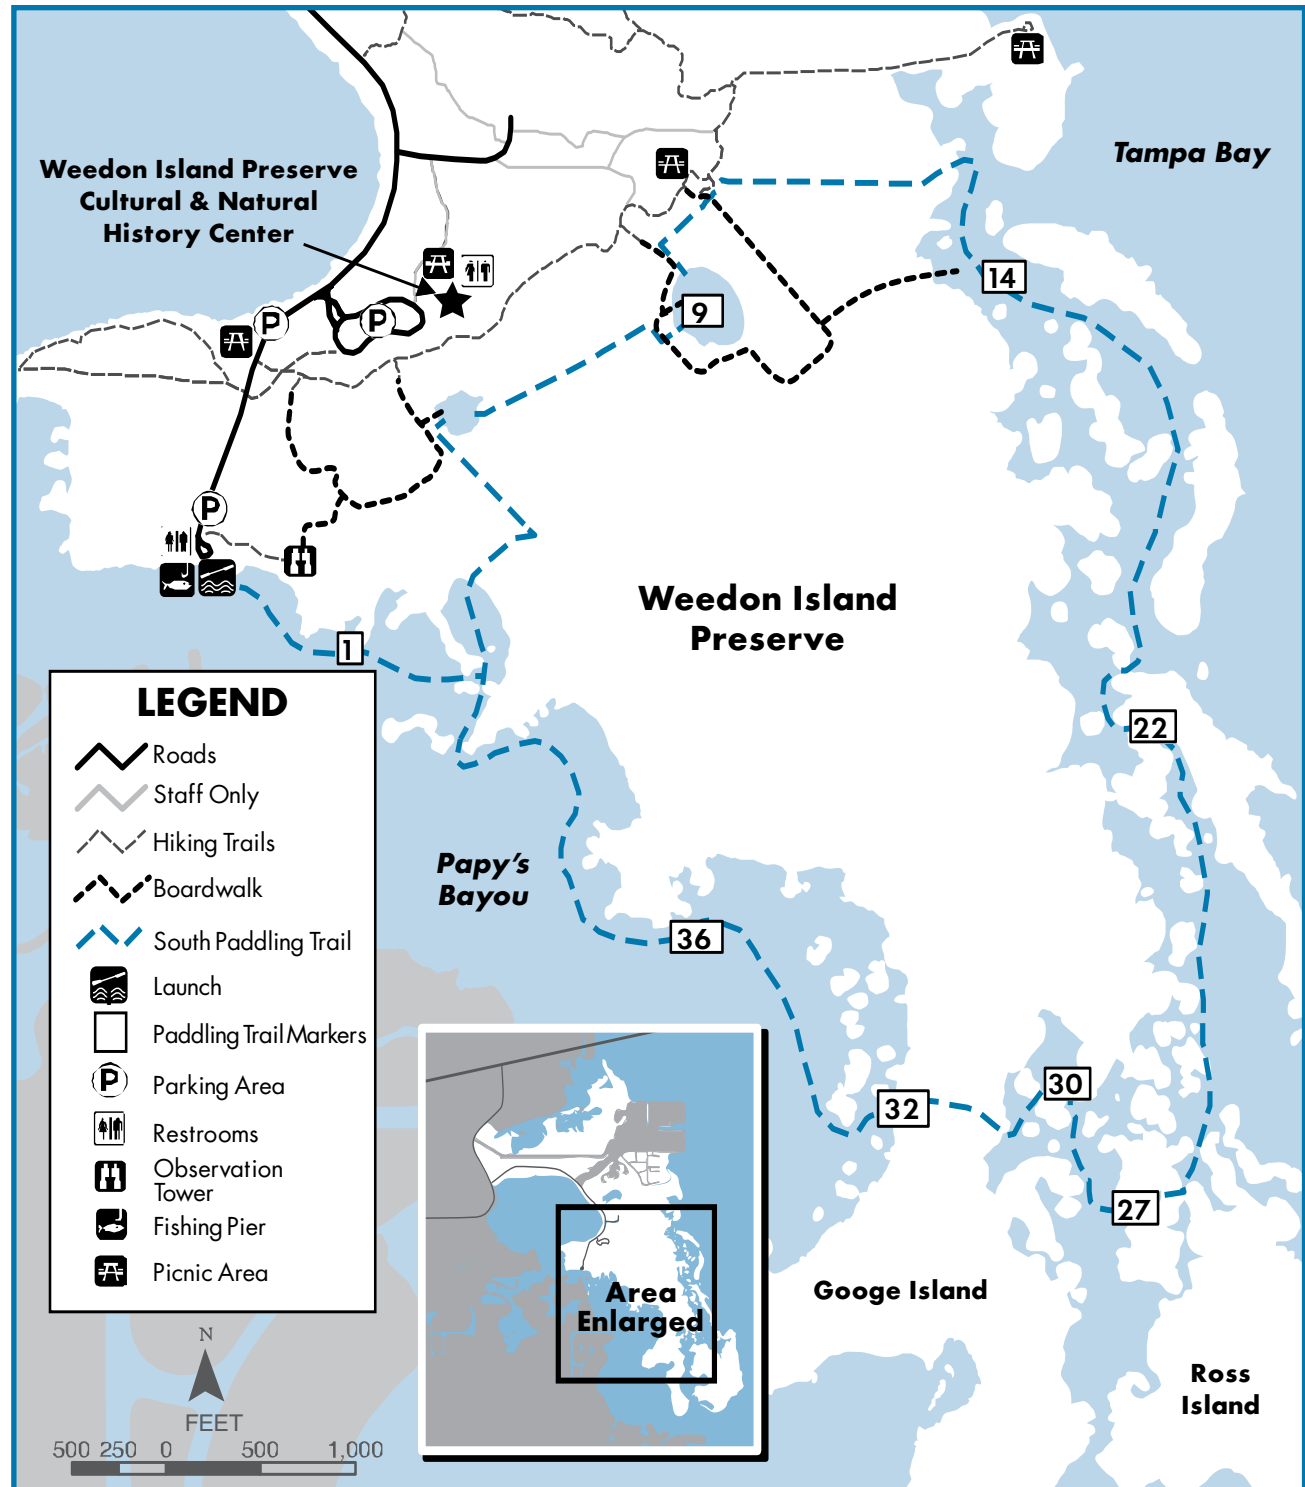 Tampa Bay
Weedon Island Preserve
Cultural & Natural
History Center
P
P
P
14
9
1
Weedon Island
Preserve
22
Papy's
Bayou
36
32
30
27
Googe Island
Ross
Island
LEGEND
Roads
Staff Only
Hiking Trails
Boardwalk
South Paddling Trail
Launch
Paddling Trail Markers
P
Parking Area
Restrooms
Observation
Tower
Fishing Pier
Picnic Area
Area
Enlarged
N
FEET
500 250 0 500 1,000